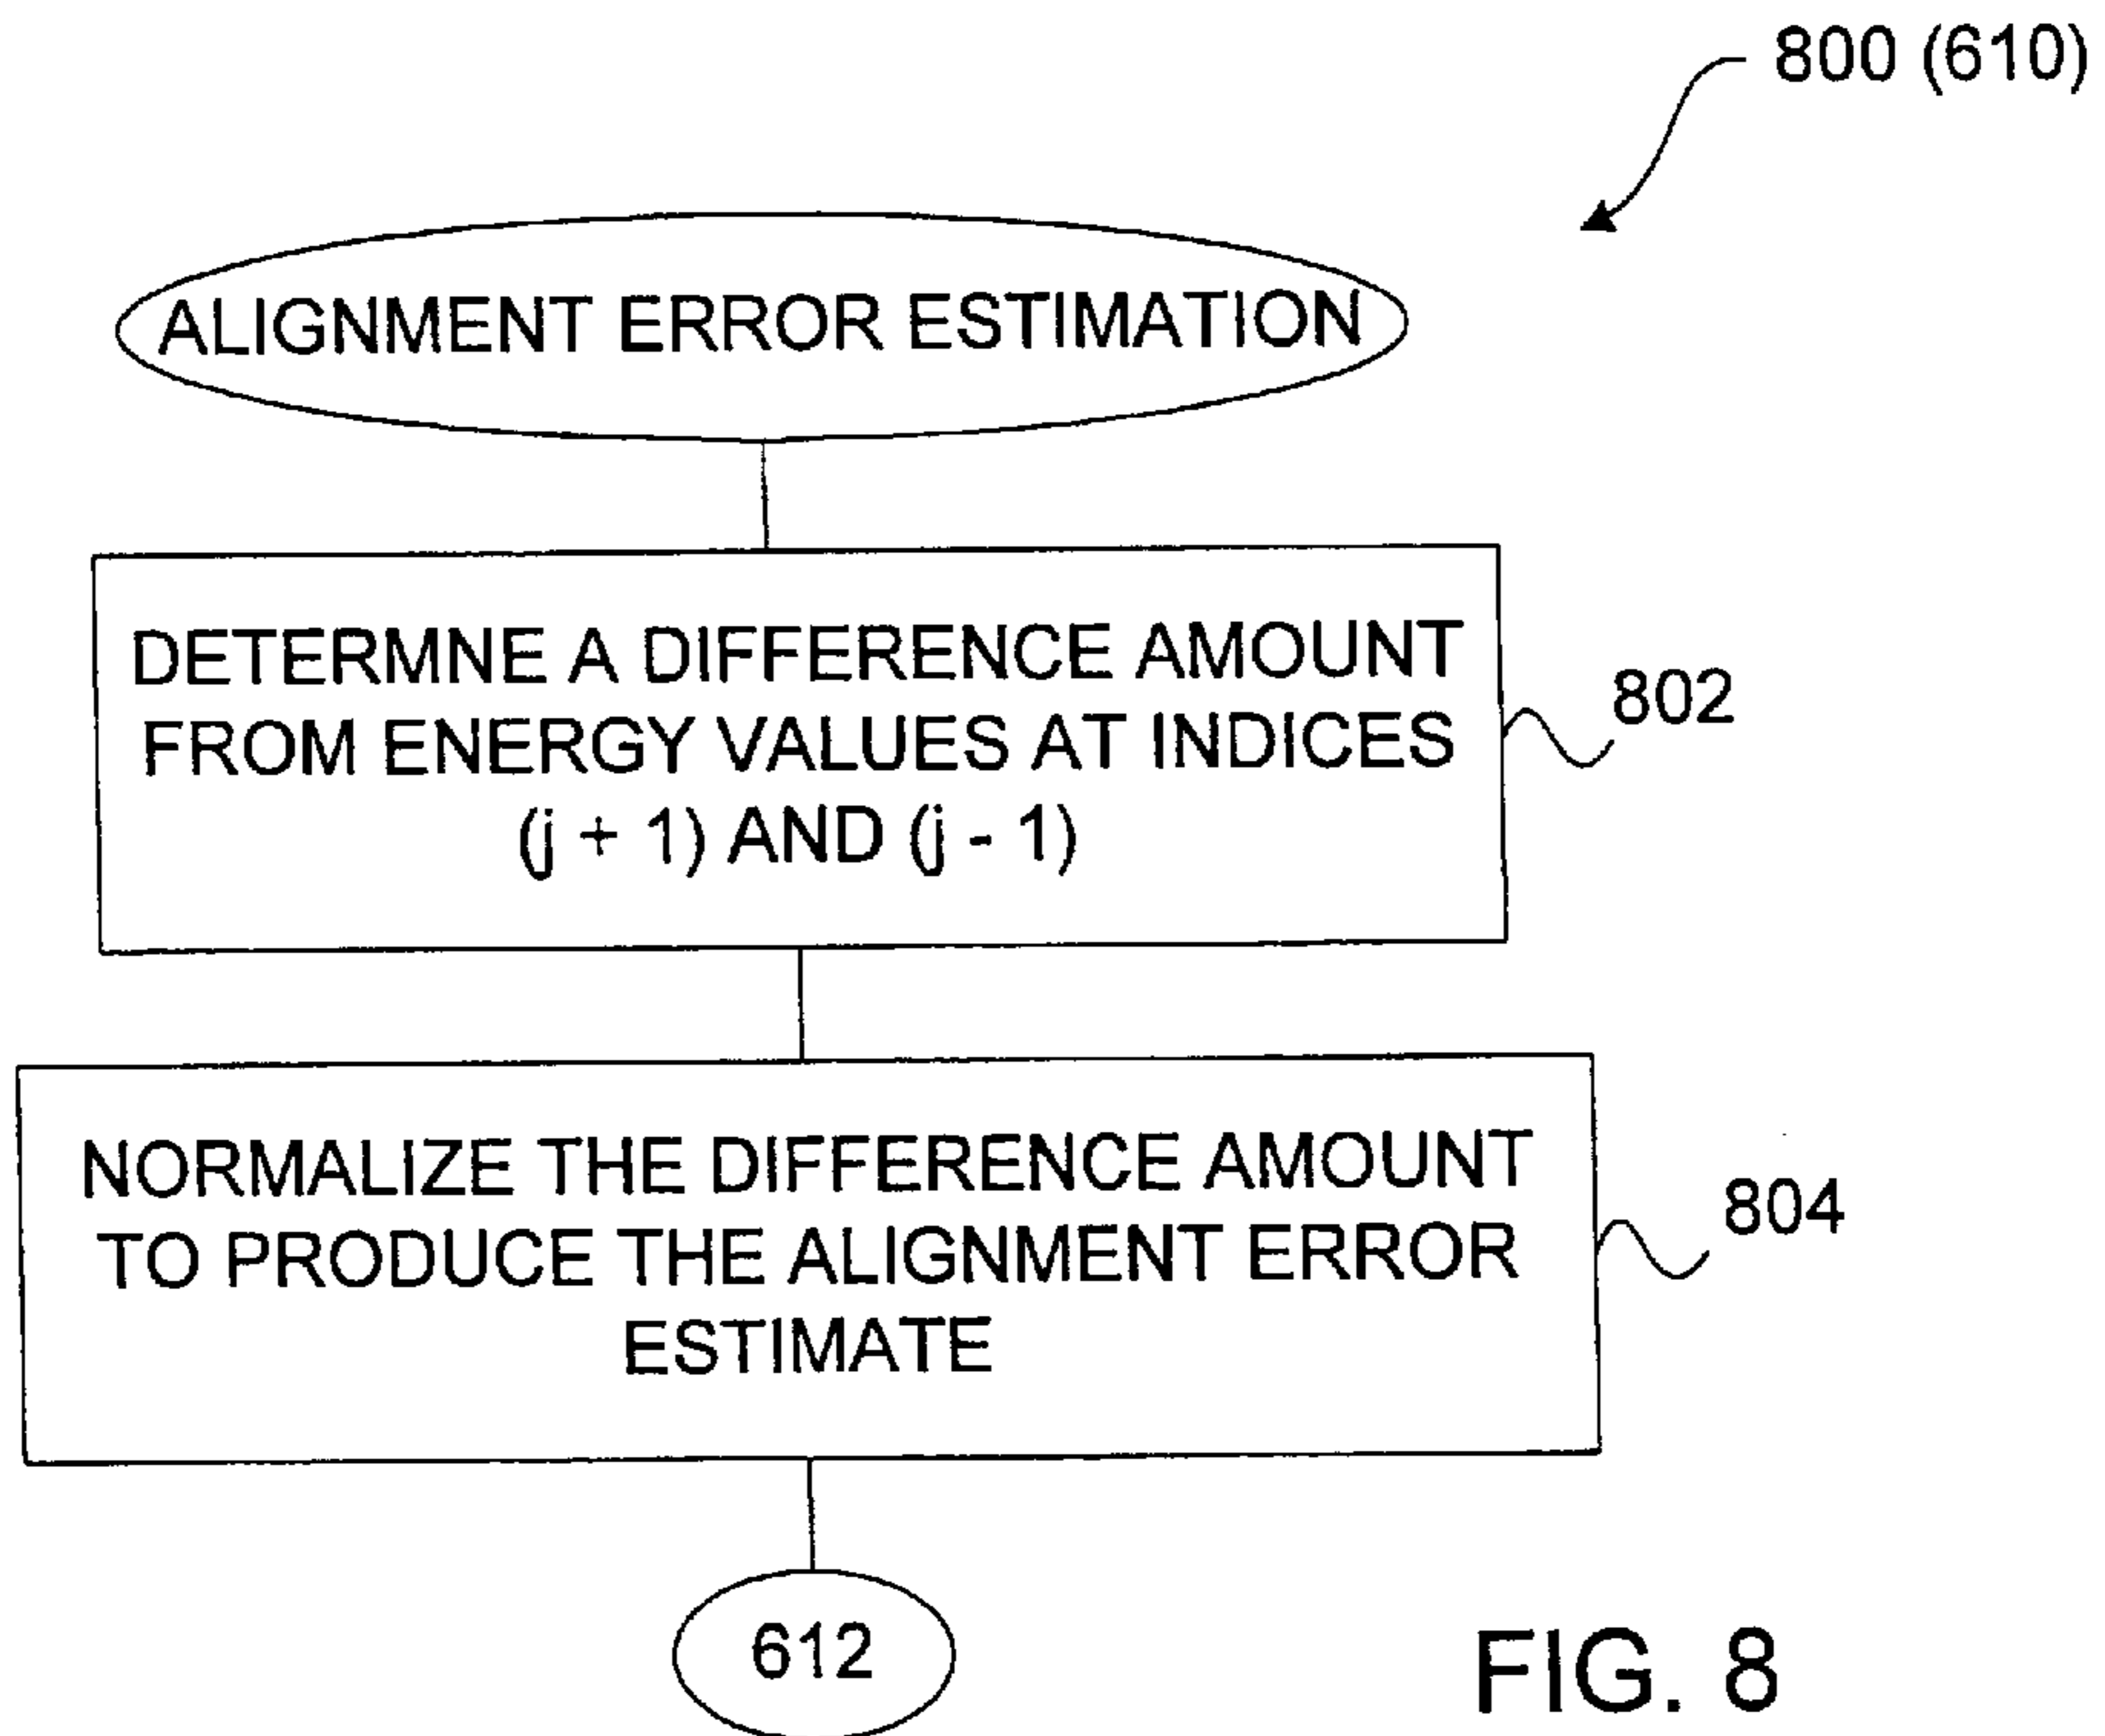 800 (610)
ALIGNMENT ERROR ESTIMATION
DETERMNE A DIFFERENCE AMOUNT
FROM ENERGY VALUES AT INDICES
(j + 1) AND (j - 1)
802
NORMALIZE THE DIFFERENCE AMOUNT
TO PRODUCE THE ALIGNMENT ERROR
ESTIMATE
804
612
FIG. 8